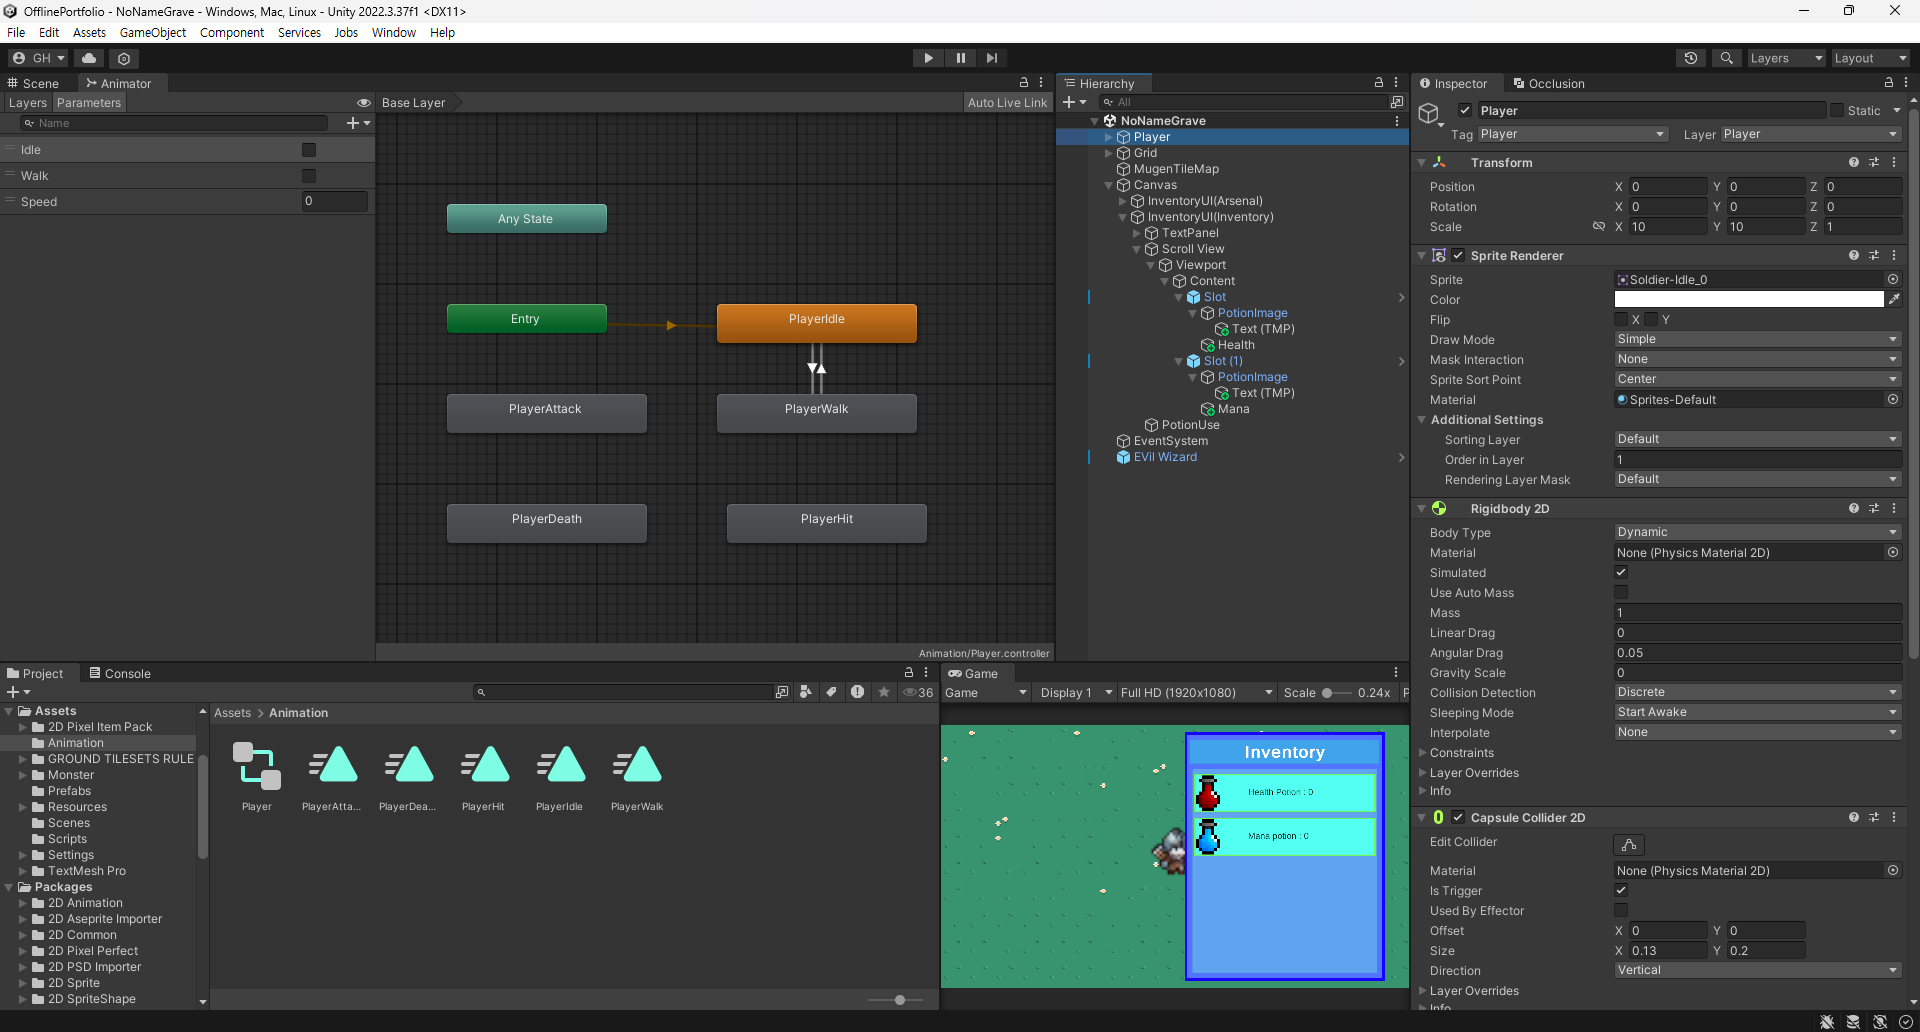 OfflinePortfolio - NoNameGrave - Windows, Mac, Linux - Unity 2022.3.37f1 <DX11>
File Edit Assets GameObject Component Services Jobs Window Help
GH
Layers Layout
Scene Animator
Layers Parameters
Base Layer
Auto Live Link
Name
Idle
Walk
Speed 0
Any State
Entry
PlayerIdle
PlayerAttack
PlayerWalk
PlayerDeath
PlayerHit
Animation/Player.controller
Hierarchy
All
NoNameGrave
Player
Grid
MugenTileMap
Canvas
InventoryUI(Arsenal)
InventoryUI(Inventory)
TextPanel
Scroll View
Viewport
Content
Slot
PotionImage
Text (TMP)
Health
Slot (1)
PotionImage
Text (TMP)
Mana
PotionUse
EventSystem
EVil Wizard
Inspector Occlusion
Player Static
Tag Player Layer Player
Transform
Position X 0 Y 0 Z 0
Rotation X 0 Y 0 Z 0
Scale X 10 Y 10 Z 1
Sprite Renderer
Sprite Soldier-Idle_0
Color
Flip X Y
Draw Mode Simple
Mask Interaction None
Sprite Sort Point Center
Material Sprites-Default
Additional Settings
Sorting Layer Default
Order in Layer 1
Rendering Layer Mask Default
Rigidbody 2D
Body Type Dynamic
Material None (Physics Material 2D)
Simulated
Use Auto Mass
Mass 1
Linear Drag 0
Angular Drag 0.05
Gravity Scale 0
Collision Detection Discrete
Sleeping Mode Start Awake
Interpolate None
Constraints
Layer Overrides
Info
Capsule Collider 2D
Edit Collider
Material None (Physics Material 2D)
Is Trigger
Used By Effector
Offset X 0 Y 0
Size X 0.13 Y 0.2
Direction Vertical
Layer Overrides
Info
Project Console
36
Assets
2D Pixel Item Pack
Animation
GROUND TILESETS RULE
Monster
Prefabs
Resources
Scenes
Scripts
Settings
TextMesh Pro
Packages
2D Animation
2D Aseprite Importer
2D Common
2D Pixel Perfect
2D PSD Importer
2D Sprite
2D SpriteShape
Assets > Animation
Player PlayerAtta... PlayerDea... PlayerHit PlayerIdle PlayerWalk
Game
Game Display 1 Full HD (1920x1080) Scale 0.24x P
Inventory
Health Potion : 0
Mana potion : 0